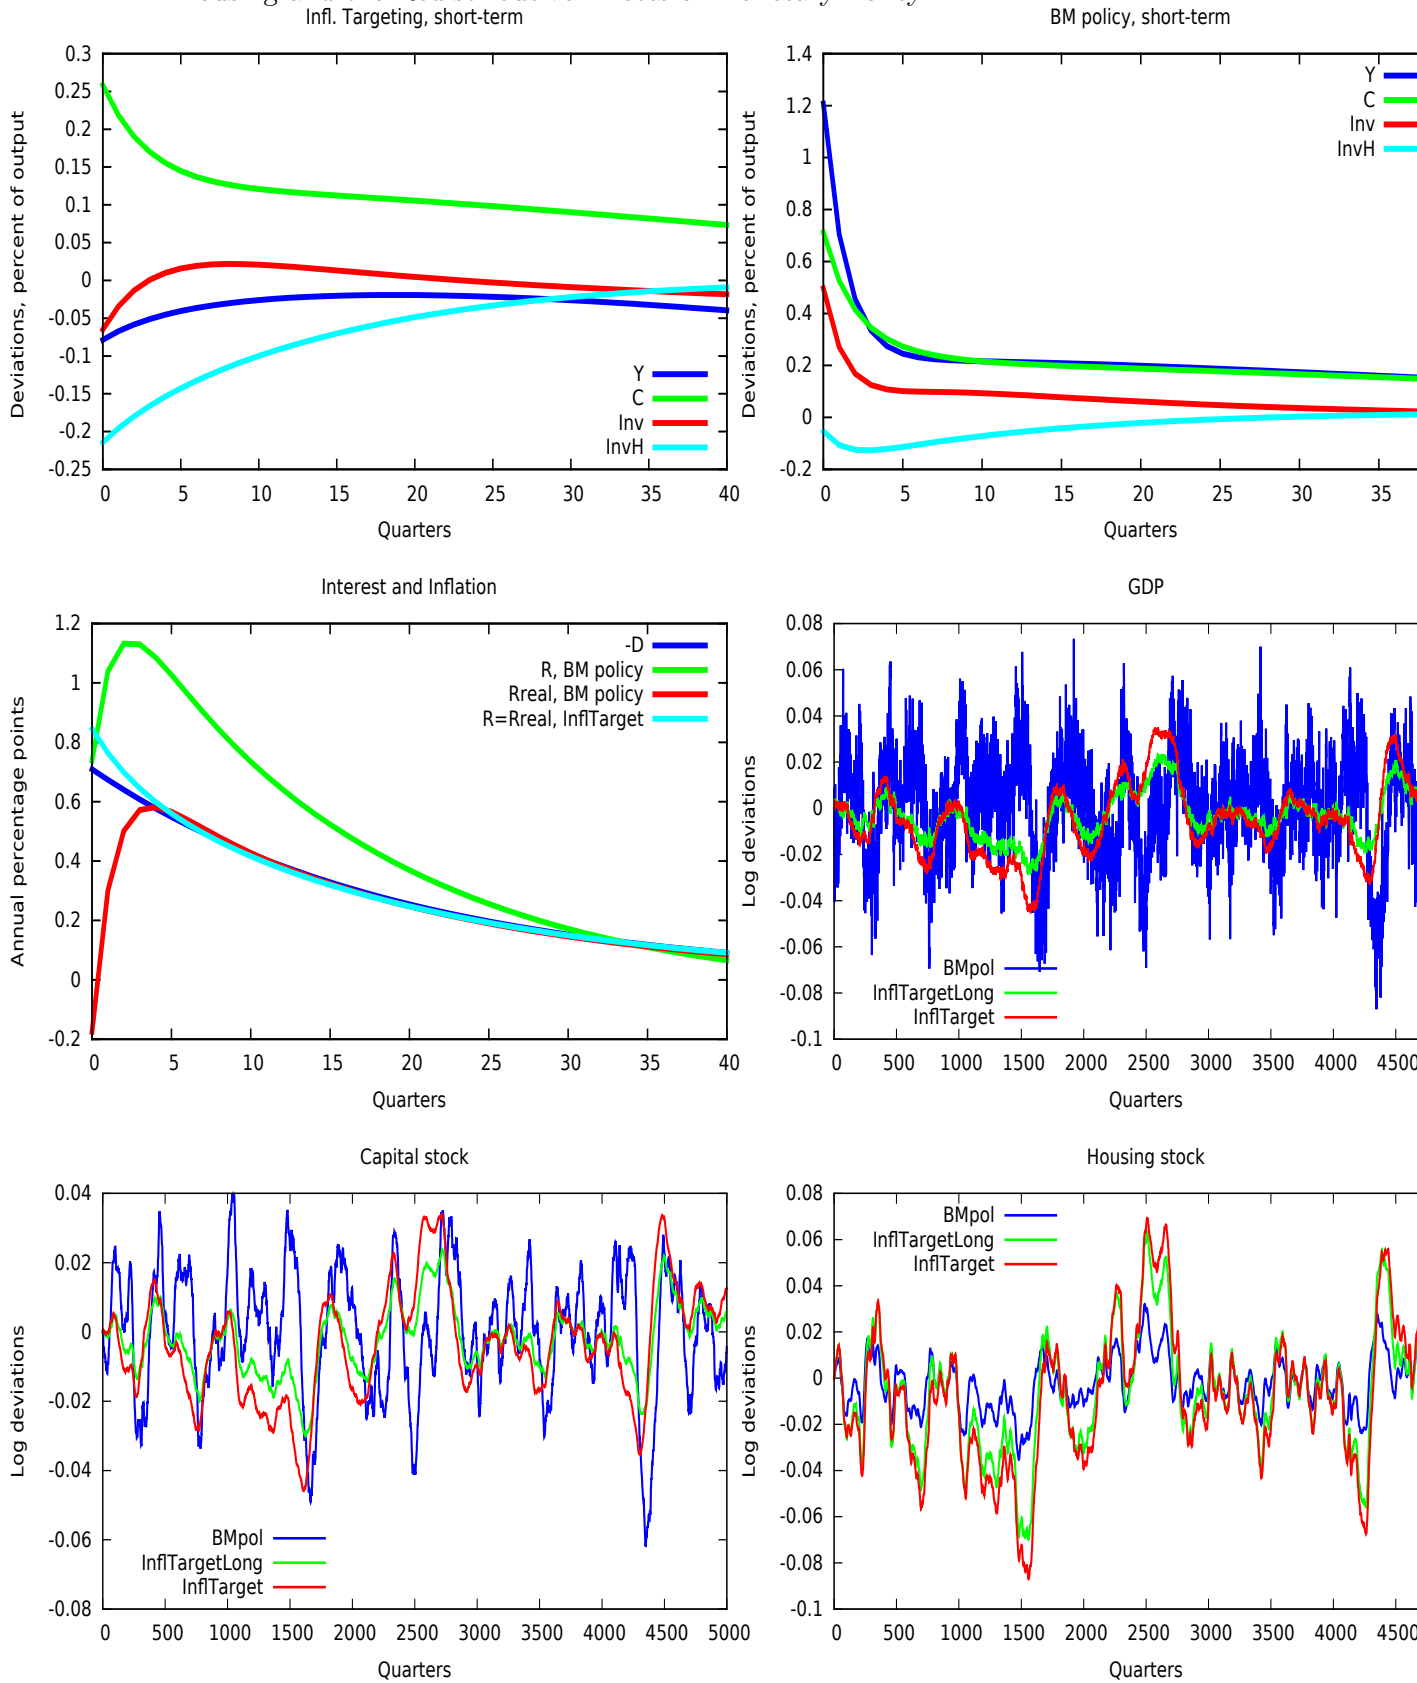 Infl. Targeting, short-term
0.3
0.25
0.2
0.15
0.1
0.05
0
-0.05
-0.1
-0.15
-0.2
-0.25
Deviations, percent of output
Y
C
Inv
InvH
0 5 10 15 20 25 30 35 40
Quarters
BM policy, short-term
1.4
1.2
1
0.8
0.6
0.4
0.2
0
-0.2
Deviations, percent of output
Y
C
Inv
InvH
0 5 10 15 20 25 30 35
Quarters
Interest and Inflation
1.2
1
0.8
0.6
0.4
0.2
0
-0.2
Annual percentage points
-D
R, BM policy
Rreal, BM policy
R=Rreal, InflTarget
0 5 10 15 20 25 30 35 40
Quarters
GDP
0.08
0.06
0.04
0.02
0
-0.02
-0.04
-0.06
-0.08
-0.1
Log deviations
BMpol
InflTargetLong
InflTarget
0 500 1000 1500 2000 2500 3000 3500 4000 4500
Quarters
Capital stock
0.04
0.02
0
-0.02
-0.04
-0.06
-0.08
Log deviations
BMpol
InflTargetLong
InflTarget
0 500 1000 1500 2000 2500 3000 3500 4000 4500 5000
Quarters
Housing stock
0.08
0.06
0.04
0.02
0
-0.02
-0.04
-0.06
-0.08
-0.1
Log deviations
BMpol
InflTargetLong
InflTarget
0 500 1000 1500 2000 2500 3000 3500 4000 4500
Quarters